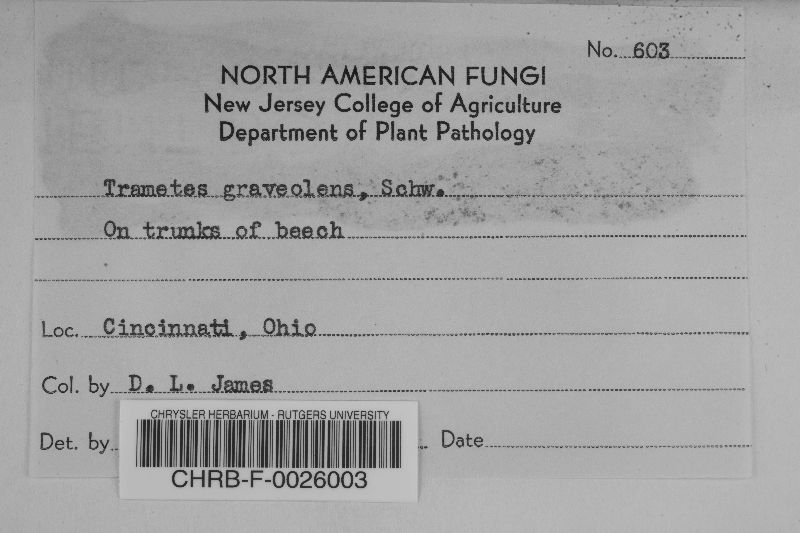 No. 603
NORTH AMERICAN FUNGI
New Jersey College of Agriculture
Department of Plant Pathology
Trametes graveolens, Schw.
On trunks of beech
Loc. Cincinnati, Ohio
Col. by D. L. James
CHRYSLER HERBARIUM - RUTGERS UNIVERSITY
Det. by
Date
CHRB-F-0026003